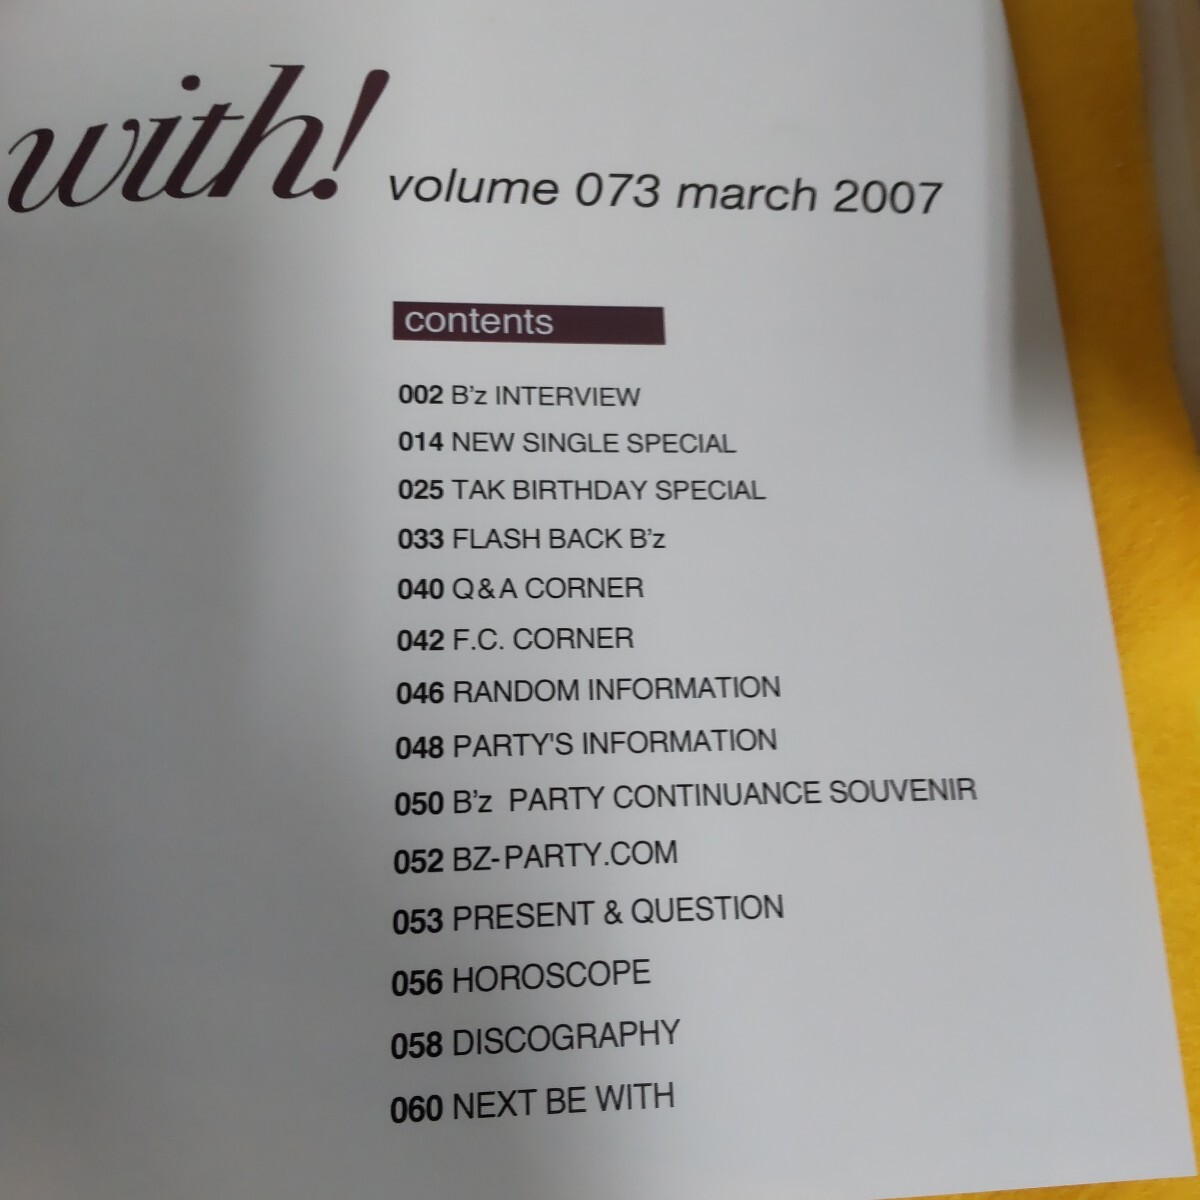 with! volume 073 march 2007
contents
002 B'z INTERVIEW
014 NEW SINGLE SPECIAL
025 TAK BIRTHDAY SPECIAL
033 FLASH BACK B'z
040 Q&A CORNER
042 F.C. CORNER
046 RANDOM INFORMATION
048 PARTY'S INFORMATION
050 B'z PARTY CONTINUANCE SOUVENIR
052 BZ-PARTY.COM
053 PRESENT & QUESTION
056 HOROSCOPE
058 DISCOGRAPHY
060 NEXT BE WITH